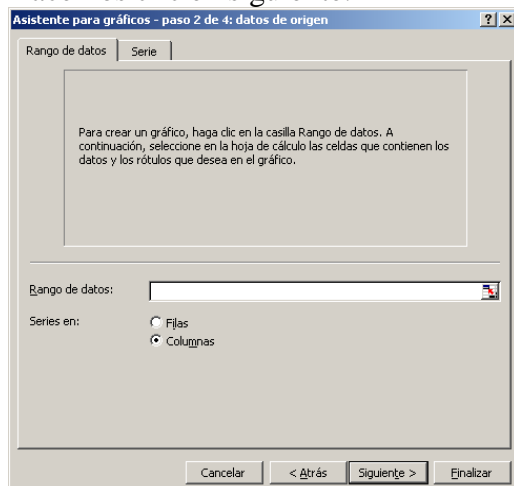 Asistente para gráficos - paso 2 de 4: datos de origen
Rango de datos
Serie
Para crear un gráfico, haga clic en la casilla Rango de datos. A
continuación, seleccione en la hoja de cálculo las celdas que contienen los
datos y los rótulos que desea en el gráfico.
Rango de datos:
Series en:
Filas
Columnas
Cancelar
< Atrás
Siguiente >
Finalizar